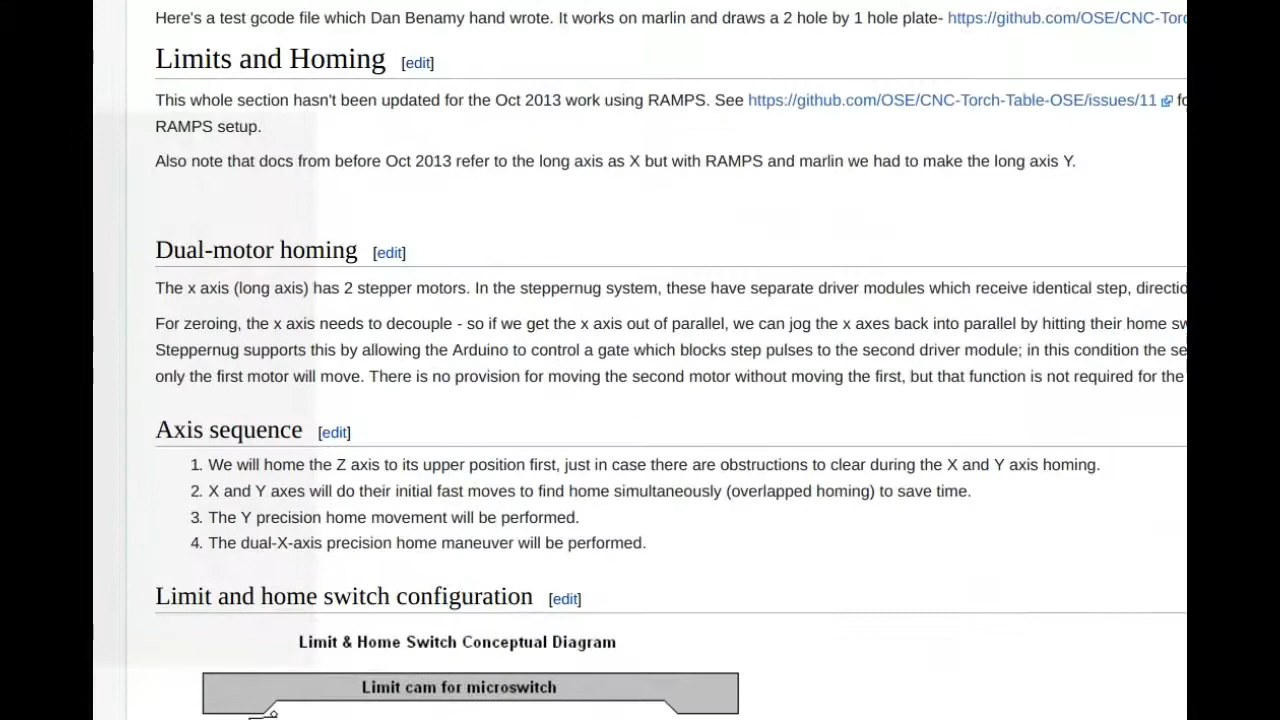 Here's a test gcode file which Dan Benamy hand wrote. It works on marlin and draws a 2 hole by 1 hole plate- https://github.com/OSE/CNC-Torc
Limits and Homing [edit]
This whole section hasn't been updated for the Oct 2013 work using RAMPS. See https://github.com/OSE/CNC-Torch-Table-OSE/issues/11 fo
RAMPS setup.
Also note that docs from before Oct 2013 refer to the long axis as X but with RAMPS and marlin we had to make the long axis Y.
Dual-motor homing [edit]
The x axis (long axis) has 2 stepper motors. In the steppernug system, these have separate driver modules which receive identical step, directio
For zeroing, the x axis needs to decouple - so if we get the x axis out of parallel, we can jog the x axes back into parallel by hitting their home sw
Steppernug supports this by allowing the Arduino to control a gate which blocks step pulses to the second driver module; in this condition the se
only the first motor will move. There is no provision for moving the second motor without moving the first, but that function is not required for the
Axis sequence [edit]
1. We will home the Z axis to its upper position first, just in case there are obstructions to clear during the X and Y axis homing.
2. X and Y axes will do their initial fast moves to find home simultaneously (overlapped homing) to save time.
3. The Y precision home movement will be performed.
4. The dual-X-axis precision home maneuver will be performed.
Limit and home switch configuration [edit]
Limit & Home Switch Conceptual Diagram
Limit cam for microswitch